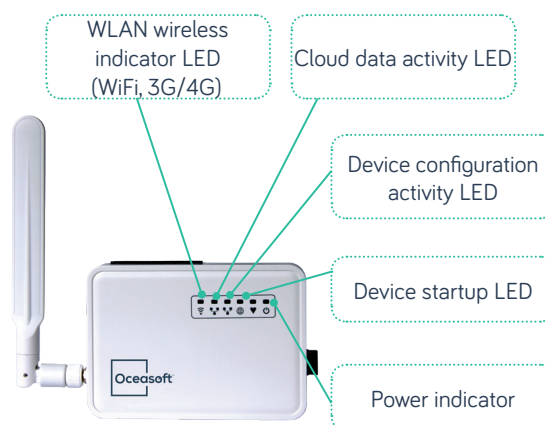 WLAN wireless
indicator LED
(WiFi, 3G/4G)
Cloud data activity LED
Device configuration
activity LED
Device startup LED
Power indicator
Oceasoft